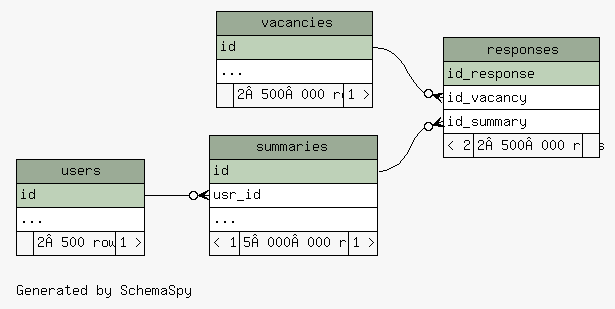 vacancies
id
...
2Â 500Â 000 r
1 >
responses
id_response
id_vacancy
id_summary
< 2
2Â 500Â 000 r
s
summaries
id
usr_id
...
< 1
5Â 000Â 000 r
1 >
users
id
...
2Â 500 row
1 >
Generated by SchemaSpy